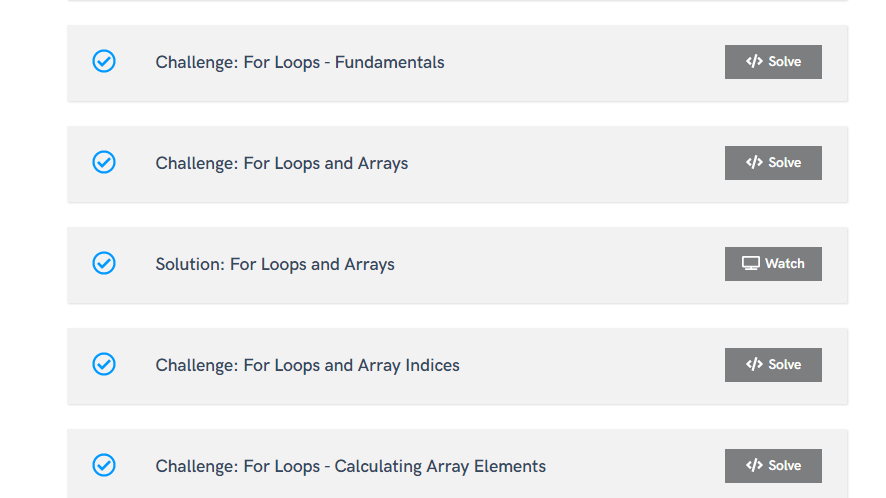 Challenge: For Loops - Fundamentals
</> Solve
Challenge: For Loops and Arrays
</> Solve
Solution: For Loops and Arrays
Watch
Challenge: For Loops and Array Indices
</> Solve
Challenge: For Loops - Calculating Array Elements
</> Solve